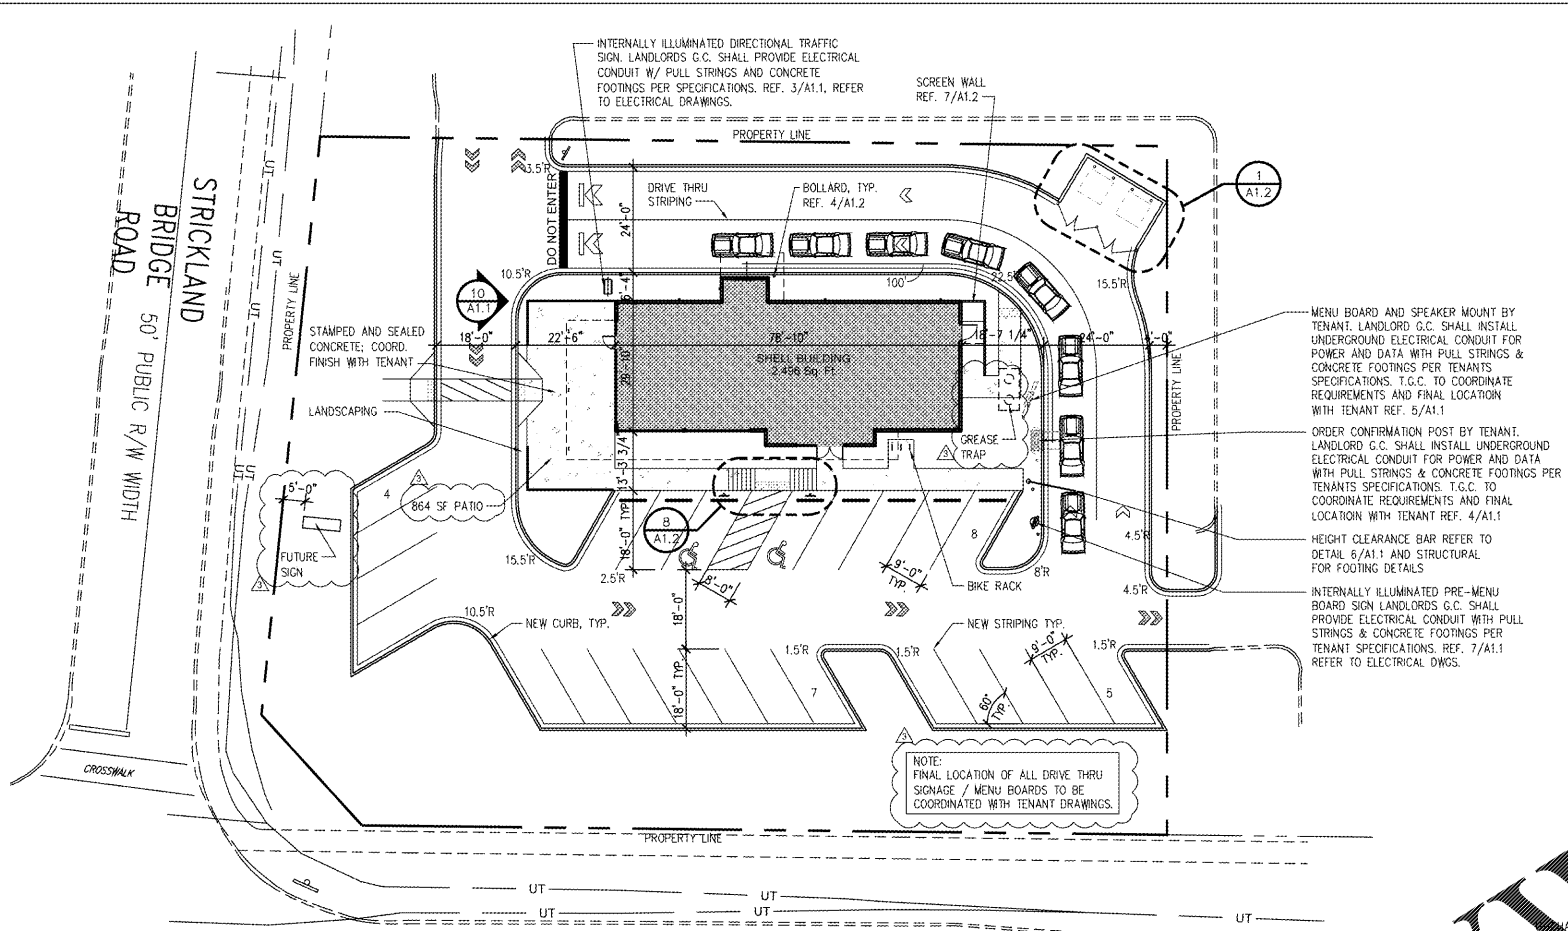 INTERNALLY ILLUMINATED DIRECTIONAL TRAFFIC
SIGN. LANDLORDS G.C. SHALL PROVIDE ELECTRICAL
CONDUIT W/ PULL STRINGS AND CONCRETE
FOOTINGS PER SPECIFICATIONS. REF. 3/A1.1, REFER
TO ELECTRICAL DRAWINGS.
SCREEN WALL
REF. 7/A1.2
PROPERTY LINE
1
A1.2
3.5'R
DO NOT ENTER
24'-0"
DRIVE THRU
STRIPING
BOLLARD, TYP.
REF. 4/A1.2
UT
UT
UT
STRICKLAND
BRIDGE
ROAD
50' PUBLIC R/W WIDTH
PROPERTY LINE
10
A1.1
10.5'R
100'
22.5'
15.5'R
STAMPED AND SEALED
CONCRETE; COORD.
FINISH WITH TENANT
18'-0"
22'-6"
78'-10"
SHELL BUILDING
2,496 Sq. Ft.
29'-10"
18'-7 1/4"
24'-0"
PROPERTY LINE
LANDSCAPING
GREASE
TRAP
3
13'-3 3/4"
UT
UT
5'-0"
FUTURE
SIGN
3
4
3
864 SF PATIO
18'-0" TYP.
8
A1.2
15.5'R
2.5'R
8'-0"
9'-0"
TYP.
8
BIKE RACK
8'R
4.5'R
4.5'R
MENU BOARD AND SPEAKER MOUNT BY
TENANT. LANDLORD G.C. SHALL INSTALL
UNDERGROUND ELECTRICAL CONDUIT FOR
POWER AND DATA WITH PULL STRINGS &
CONCRETE FOOTINGS PER TENANTS
SPECIFICATIONS. T.G.C. TO COORDINATE
REQUIREMENTS AND FINAL LOCATIOIN
WITH TENANT REF. 5/A1.1
ORDER CONFIRMATION POST BY TENANT.
LANDLORD G.C. SHALL INSTALL UNDERGROUND
ELECTRICAL CONDUIT FOR POWER AND DATA
WITH PULL STRINGS & CONCRETE FOOTINGS PER
TENANTS SPECIFICATIONS. T.G.C. TO
COORDINATE REQUIREMENTS AND FINAL
LOCATIOIN WITH TENANT REF. 4/A1.1
HEIGHT CLEARANCE BAR REFER TO
DETAIL 6/A1.1 AND STRUCTURAL
FOR FOOTING DETAILS
INTERNALLY ILLUMINATED PRE-MENU
BOARD SIGN LANDLORDS G.C. SHALL
PROVIDE ELECTRICAL CONDUIT WITH PULL
STRINGS & CONCRETE FOOTINGS PER
TENANT SPECIFICATIONS. REF. 7/A1.1
REFER TO ELECTRICAL DWGS.
10.5'R
NEW CURB, TYP.
18'-0"
NEW STRIPING TYP.
9'-0"
TYP.
1.5'R
1.5'R
1.5'R
18'-0" TYP.
7
60°
TYP.
5
CROSSWALK
3
NOTE:
FINAL LOCATION OF ALL DRIVE THRU
SIGNAGE / MENU BOARDS TO BE
COORDINATED WITH TENANT DRAWINGS.
PROPERTY LINE
UT
UT
UT
UT
UT